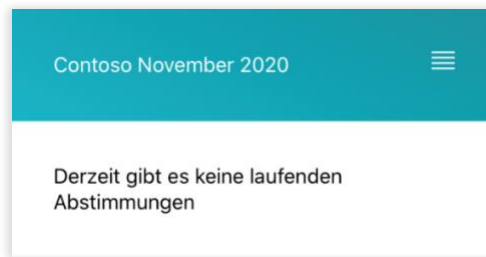 Contoso November 2020
Derzeit gibt es keine laufenden
Abstimmungen